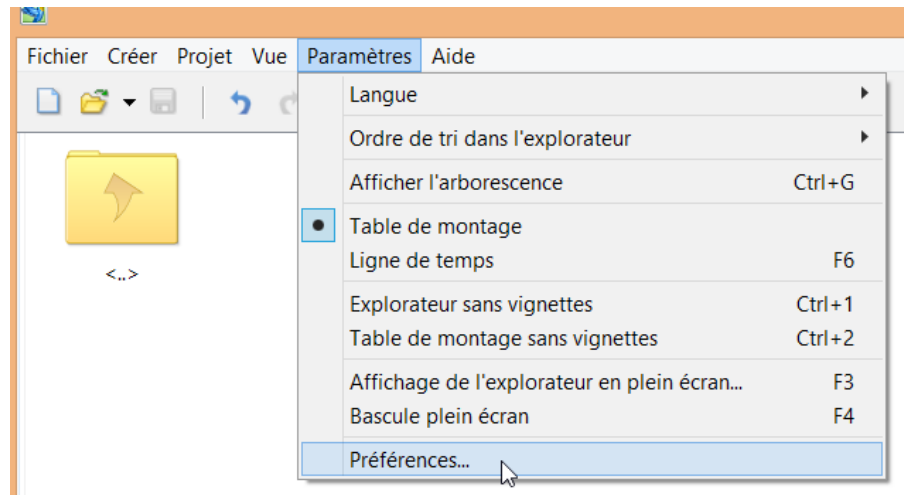 Fichier Créer Projet Vue Paramètres Aide
Langue
Ordre de tri dans l'explorateur
Afficher l'arborescence Ctrl+G
Table de montage
Ligne de temps F6
<..>
Explorateur sans vignettes Ctrl+1
Table de montage sans vignettes Ctrl+2
Affichage de l'explorateur en plein écran... F3
Bascule plein écran F4
Préférences...